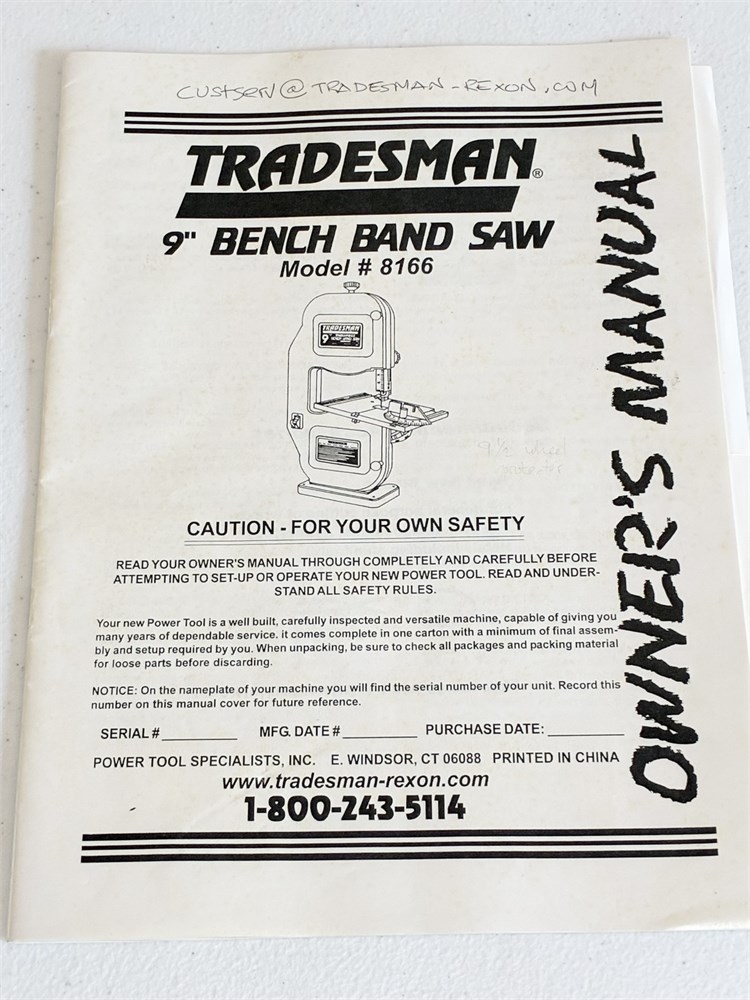 CUSTSERV@TRADESMAN-REXON.COM
TRADESMAN®
9" BENCH BAND SAW
Model # 8166
TRADESMAN
9"
CAUTION - FOR YOUR OWN SAFETY
READ YOUR OWNER'S MANUAL THROUGH COMPLETELY AND CAREFULLY BEFORE
ATTEMPTING TO SET-UP OR OPERATE YOUR NEW POWER TOOL. READ AND UNDER-
STAND ALL SAFETY RULES.
Your new Power Tool is a well built, carefully inspected and versatile machine, capable of giving you
many years of dependable service. it comes complete in one carton with a minimum of final assem-
bly and setup required by you. When unpacking, be sure to check all packages and packing material
for loose parts before discarding.
NOTICE: On the nameplate of your machine you will find the serial number of your unit. Record this
number on this manual cover for future reference.
SERIAL #__________ MFG. DATE #__________ PURCHASE DATE: __________
POWER TOOL SPECIALISTS, INC. E. WINDSOR, CT 06088 PRINTED IN CHINA
www.tradesman-rexon.com
1-800-243-5114
OWNER'S MANUAL